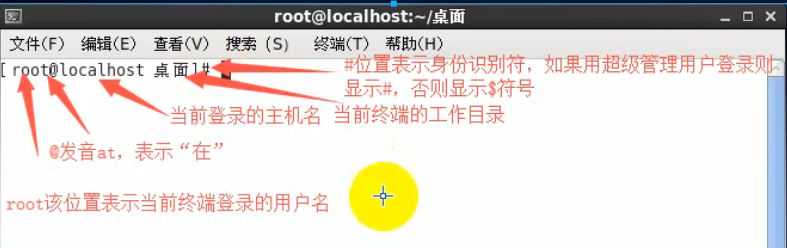 root@localhost:~/桌面
文件(F) 编辑(E) 查看(V) 搜索 (S) 终端(T) 帮助(H)
[root@localhost 桌面]#
#位置表示身份识别符，如果用超级管理用户登录则
显示#，否则显示$符号
当前登录的主机名 当前终端的工作目录
@发音at，表示“在”
root该位置表示当前终端登录的用户名